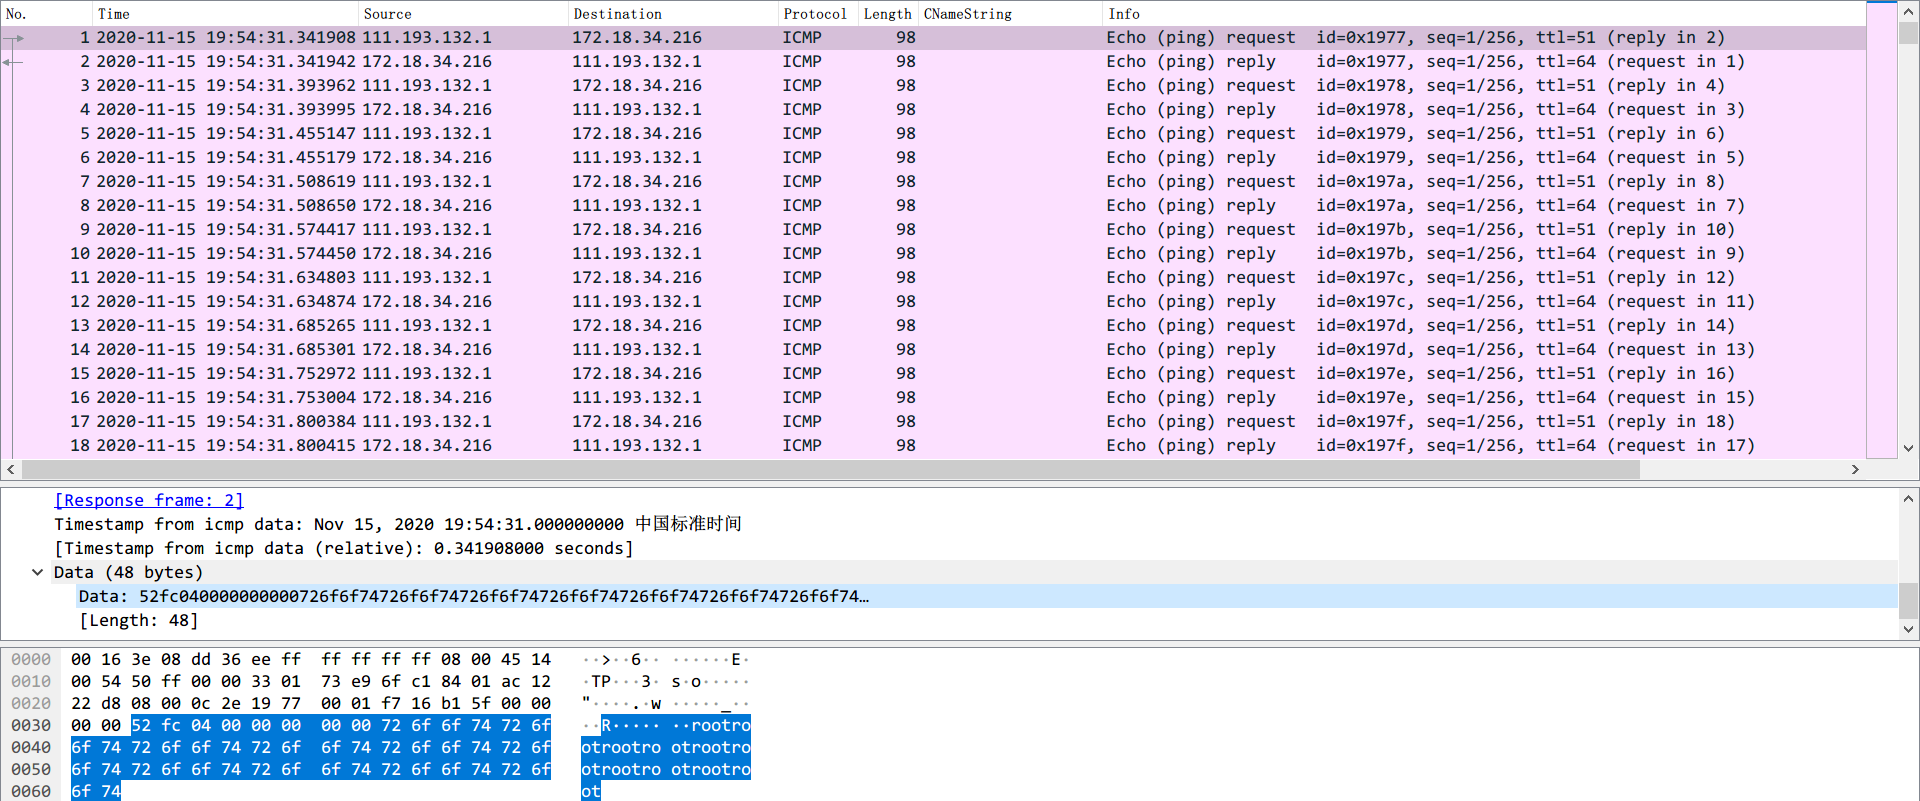 No. Time Source Destination Protocol Length CNameString Info
1 2020-11-15 19:54:31.341908 111.193.132.1 172.18.34.216 ICMP 98 Echo (ping) request id=0x1977, seq=1/256, ttl=51 (reply in 2)
2 2020-11-15 19:54:31.341942 172.18.34.216 111.193.132.1 ICMP 98 Echo (ping) reply id=0x1977, seq=1/256, ttl=64 (request in 1)
3 2020-11-15 19:54:31.393962 111.193.132.1 172.18.34.216 ICMP 98 Echo (ping) request id=0x1978, seq=1/256, ttl=51 (reply in 4)
4 2020-11-15 19:54:31.393995 172.18.34.216 111.193.132.1 ICMP 98 Echo (ping) reply id=0x1978, seq=1/256, ttl=64 (request in 3)
5 2020-11-15 19:54:31.455147 111.193.132.1 172.18.34.216 ICMP 98 Echo (ping) request id=0x1979, seq=1/256, ttl=51 (reply in 6)
6 2020-11-15 19:54:31.455179 172.18.34.216 111.193.132.1 ICMP 98 Echo (ping) reply id=0x1979, seq=1/256, ttl=64 (request in 5)
7 2020-11-15 19:54:31.508619 111.193.132.1 172.18.34.216 ICMP 98 Echo (ping) request id=0x197a, seq=1/256, ttl=51 (reply in 8)
8 2020-11-15 19:54:31.508650 172.18.34.216 111.193.132.1 ICMP 98 Echo (ping) reply id=0x197a, seq=1/256, ttl=64 (request in 7)
9 2020-11-15 19:54:31.574417 111.193.132.1 172.18.34.216 ICMP 98 Echo (ping) request id=0x197b, seq=1/256, ttl=51 (reply in 10)
10 2020-11-15 19:54:31.574450 172.18.34.216 111.193.132.1 ICMP 98 Echo (ping) reply id=0x197b, seq=1/256, ttl=64 (request in 9)
11 2020-11-15 19:54:31.634803 111.193.132.1 172.18.34.216 ICMP 98 Echo (ping) request id=0x197c, seq=1/256, ttl=51 (reply in 12)
12 2020-11-15 19:54:31.634874 172.18.34.216 111.193.132.1 ICMP 98 Echo (ping) reply id=0x197c, seq=1/256, ttl=64 (request in 11)
13 2020-11-15 19:54:31.685265 111.193.132.1 172.18.34.216 ICMP 98 Echo (ping) request id=0x197d, seq=1/256, ttl=51 (reply in 14)
14 2020-11-15 19:54:31.685301 172.18.34.216 111.193.132.1 ICMP 98 Echo (ping) reply id=0x197d, seq=1/256, ttl=64 (request in 13)
15 2020-11-15 19:54:31.752972 111.193.132.1 172.18.34.216 ICMP 98 Echo (ping) request id=0x197e, seq=1/256, ttl=51 (reply in 16)
16 2020-11-15 19:54:31.753004 172.18.34.216 111.193.132.1 ICMP 98 Echo (ping) reply id=0x197e, seq=1/256, ttl=64 (request in 15)
17 2020-11-15 19:54:31.800384 111.193.132.1 172.18.34.216 ICMP 98 Echo (ping) request id=0x197f, seq=1/256, ttl=51 (reply in 18)
18 2020-11-15 19:54:31.800415 172.18.34.216 111.193.132.1 ICMP 98 Echo (ping) reply id=0x197f, seq=1/256, ttl=64 (request in 17)
[Response frame: 2]
Timestamp from icmp data: Nov 15, 2020 19:54:31.000000000 中国标准时间
[Timestamp from icmp data (relative): 0.341908000 seconds]
Data (48 bytes)
Data: 52fc040000000000726f6f74726f6f74726f6f74726f6f74726f6f74726f6f74726f6f74…
[Length: 48]
0000 00 16 3e 08 dd 36 ee ff ff ff ff ff 08 00 45 14 ··>··6·· ······E·
0010 00 54 50 ff 00 00 33 01 73 e9 6f c1 84 01 ac 12 ·TP···3· s·o·····
0020 22 d8 08 00 0c 2e 19 77 00 01 f7 16 b1 5f 00 00 "····.·w ·····_··
0030 00 00 52 fc 04 00 00 00 00 00 72 6f 6f 74 72 6f ··R····· ··rootro
0040 6f 74 72 6f 6f 74 72 6f 6f 74 72 6f 6f 74 72 6f otrootro otrootro
0050 6f 74 72 6f 6f 74 72 6f 6f 74 72 6f 6f 74 72 6f otrootro otrootro
0060 6f 74 ot